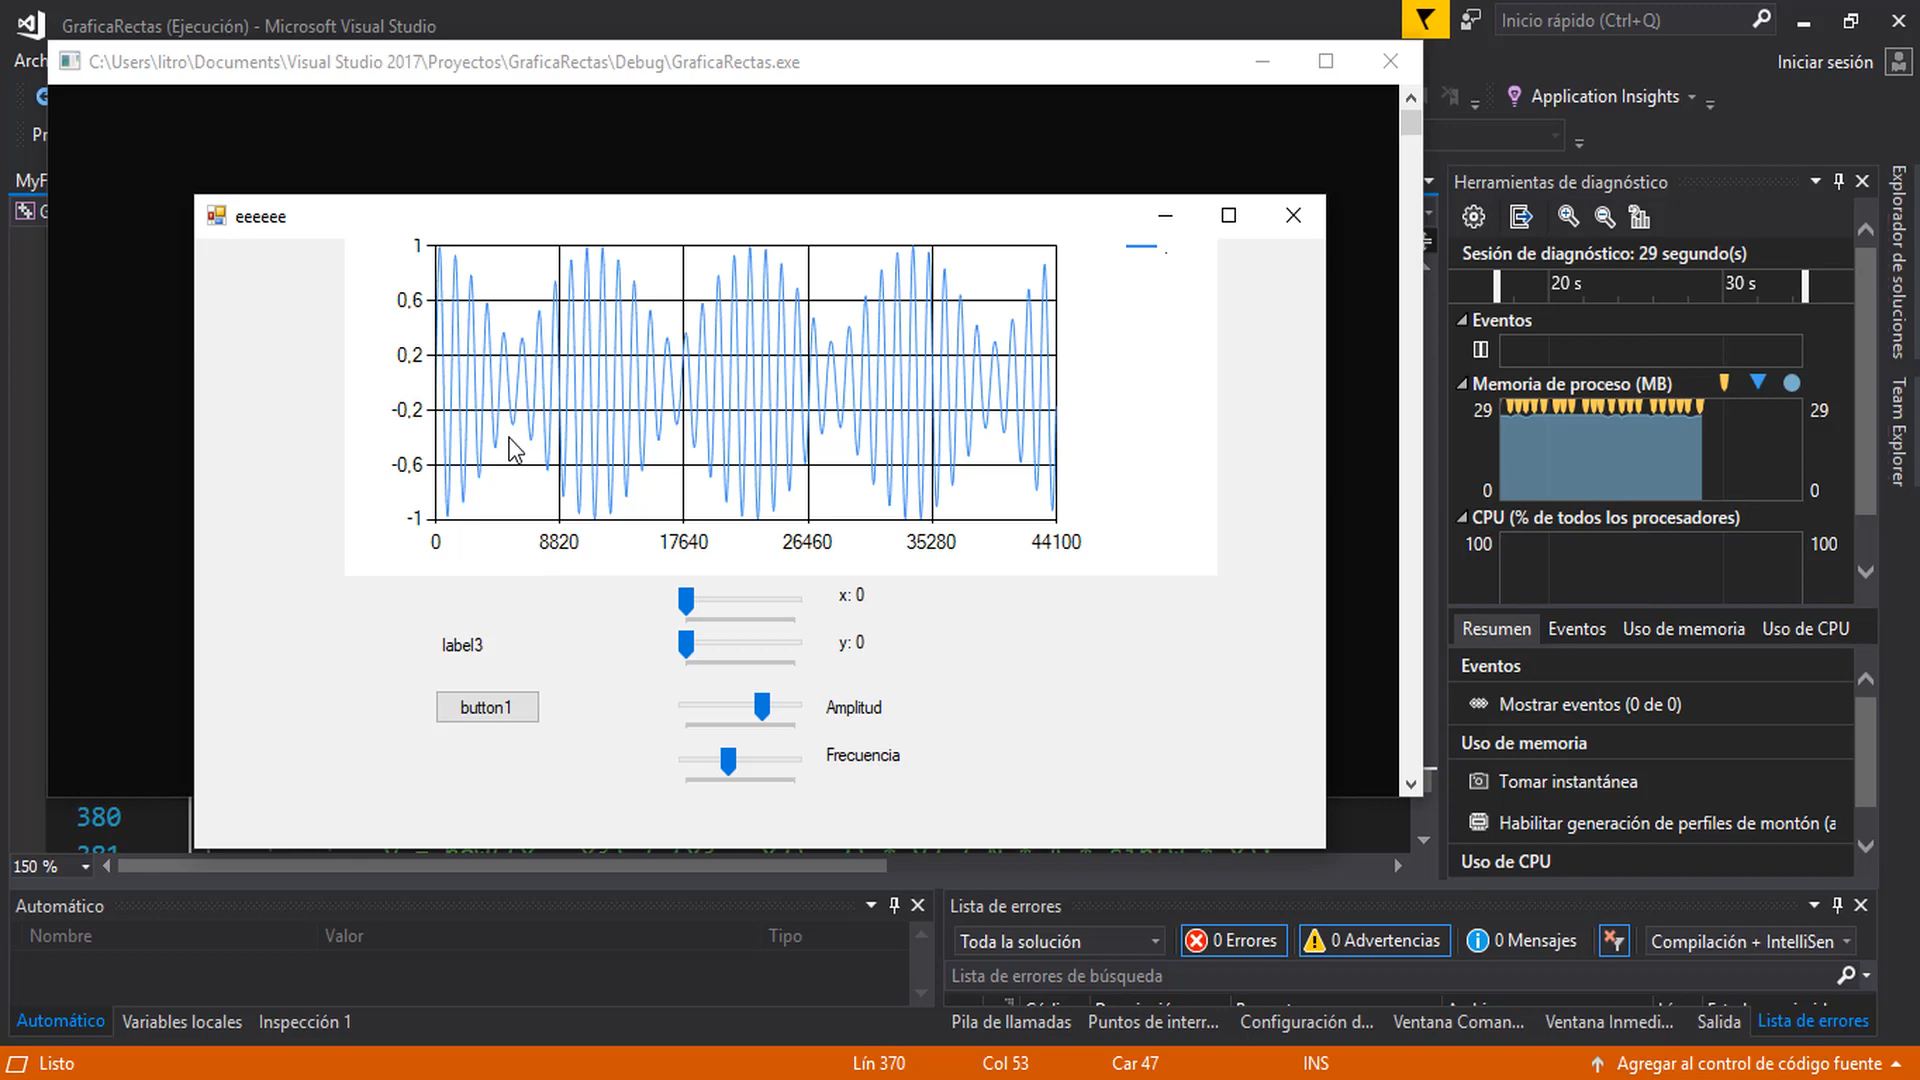 GraficaRectas (Ejecución) - Microsoft Visual Studio
Inicio rápido (Ctrl+Q)
Arch
C:\Users\litro\Documents\Visual Studio 2017\Proyectos\GraficaRectas\Debug\GraficaRectas.exe
Iniciar sesión
Application Insights
Pr
MyF
eeeeee
1
0,6
0,2
-0,2
-0,6
-1
0 8820 17640 26460 35280 44100
.
x: 0
y: 0
label3
button1
Amplitud
Frecuencia
Herramientas de diagnóstico
Sesión de diagnóstico: 29 segundo(s)
20 s 30 s
Eventos
Memoria de proceso (MB)
29 29
0 0
CPU (% de todos los procesadores)
100 100
Resumen Eventos Uso de memoria Uso de CPU
Eventos
Mostrar eventos (0 de 0)
Uso de memoria
Tomar instantánea
Habilitar generación de perfiles de montón (a
Uso de CPU
Explorador de soluciones
Team Explorer
380
381
150 %
Automático
Nombre Valor Tipo
Automático Variables locales Inspección 1
Lista de errores
Toda la solución 0 Errores 0 Advertencias 0 Mensajes Compilación + IntelliSen
Lista de errores de búsqueda
Pila de llamadas Puntos de interr... Configuración d... Ventana Coman... Ventana Inmedi... Salida Lista de errores
Listo Lín 370 Col 53 Car 47 INS Agregar al control de código fuente